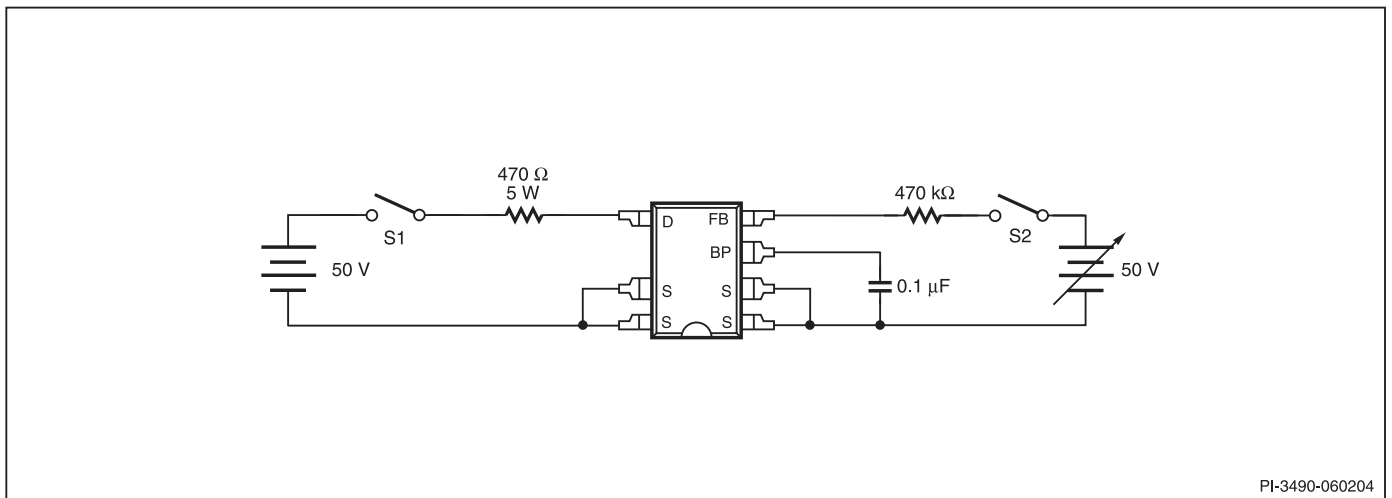 470 Ω
5 W
470 kΩ
S1
D
FB
S2
BP
50 V
50 V
S
S
0.1 µF
S
S
PI-3490-060204